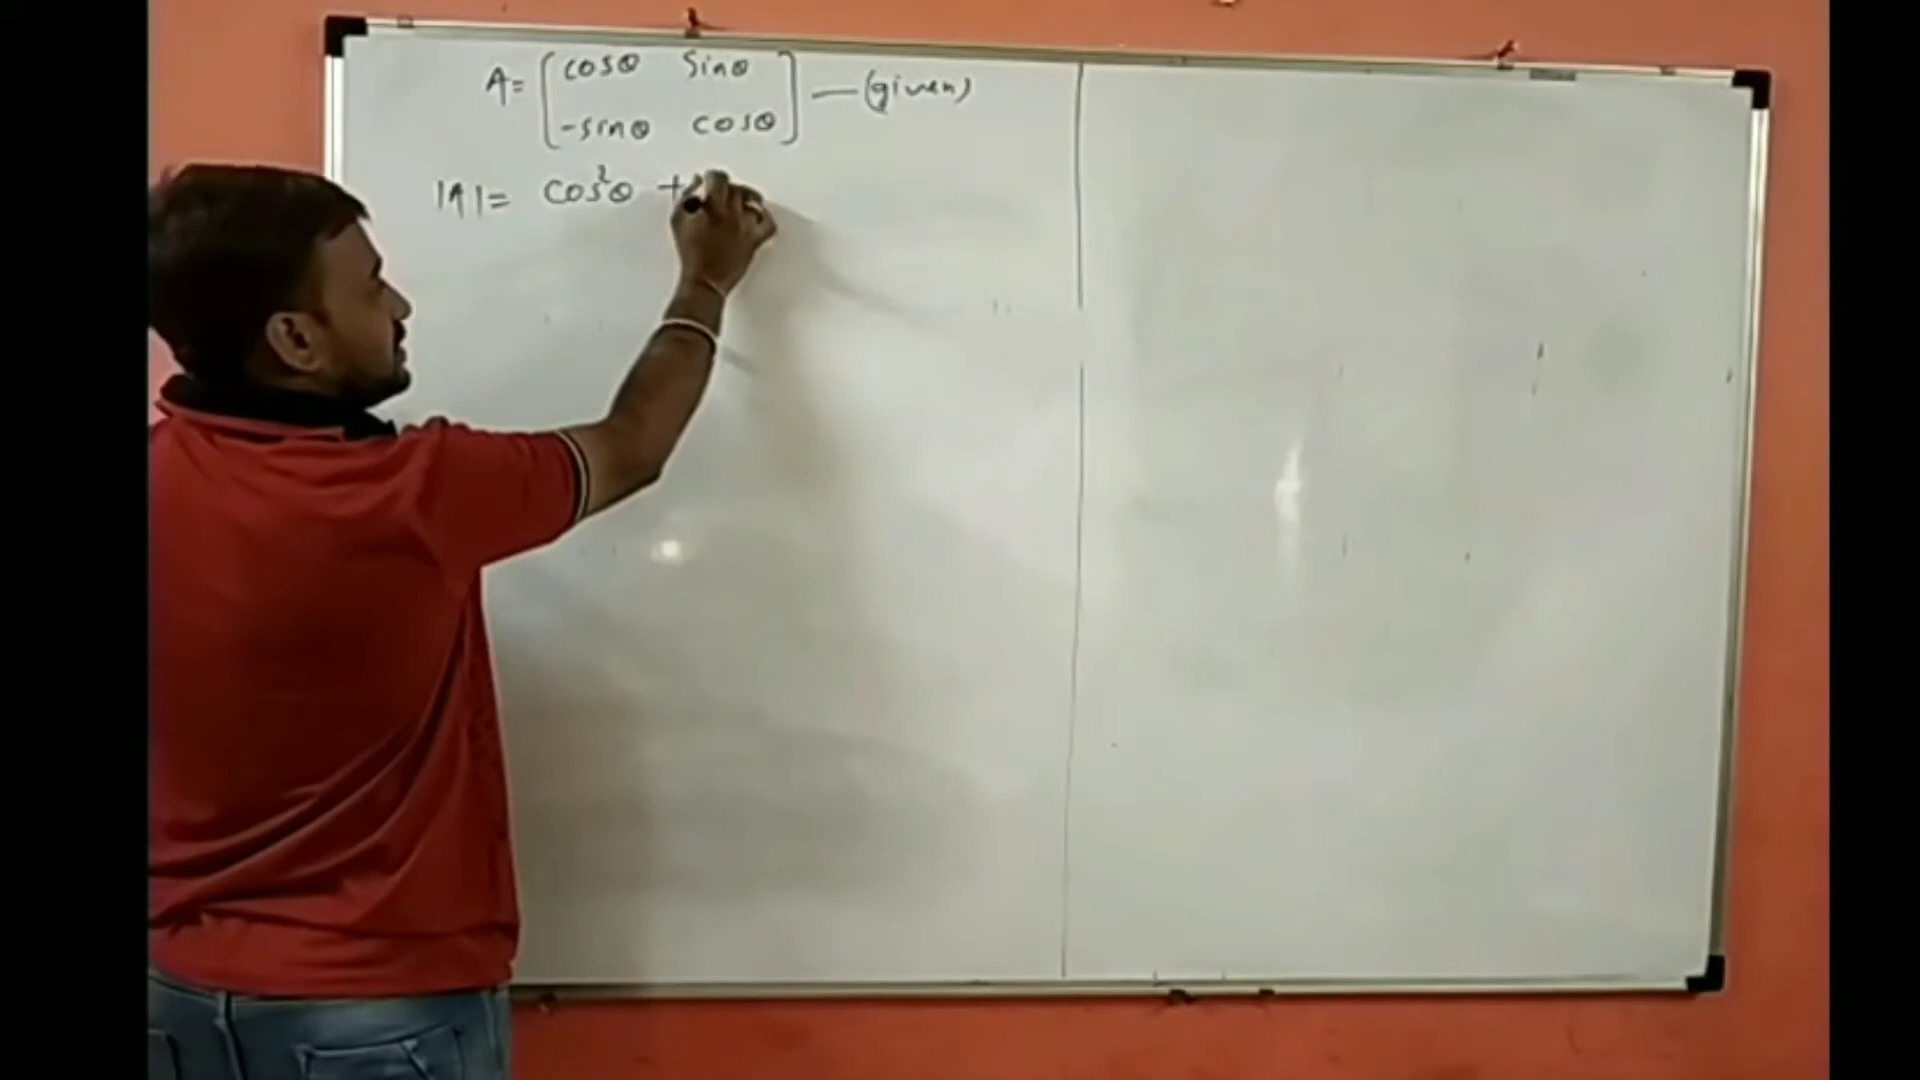 A= [cosθ sinθ
-sinθ cosθ] —(given)
|A|= cos²θ +